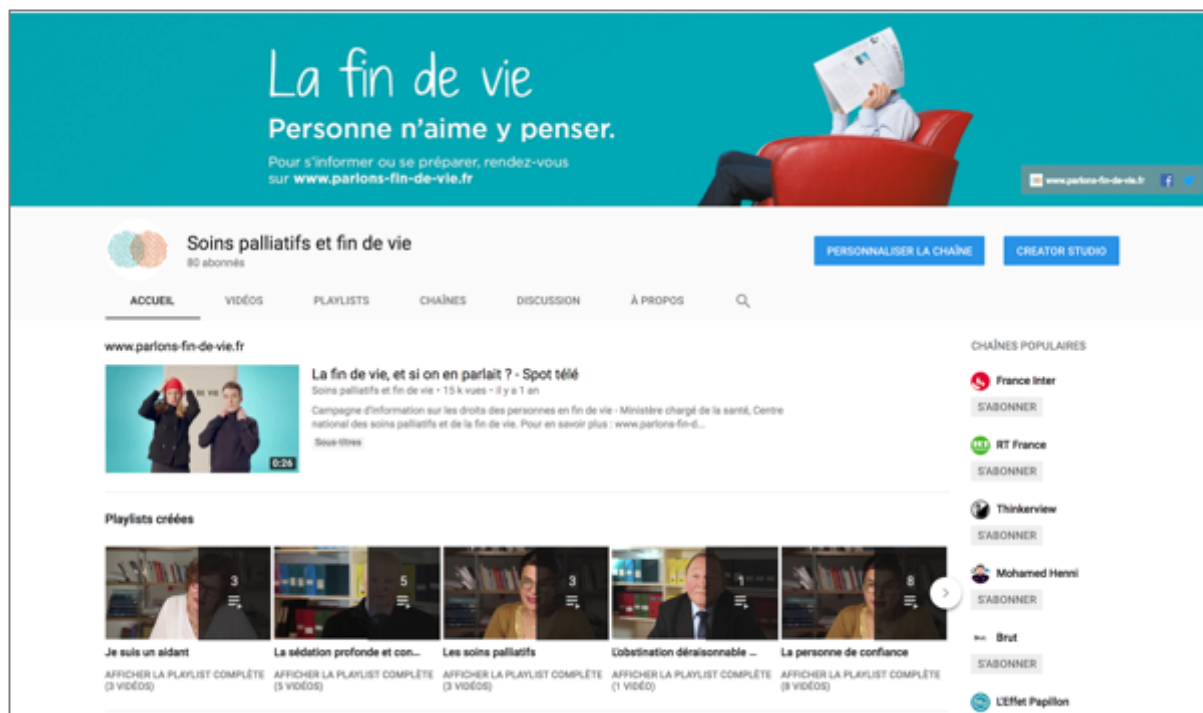 La fin de vie
Personne n'aime y penser.
Pour s'informer ou se préparer, rendez-vous
sur www.parlons-fin-de-vie.fr
www.parlons-fin-de-vie.fr
Soins palliatifs et fin de vie
80 abonnés
PERSONNALISER LA CHAÎNE
CREATOR STUDIO
ACCUEIL VIDÉOS PLAYLISTS CHAÎNES DISCUSSION À PROPOS
www.parlons-fin-de-vie.fr
La fin de vie, et si on en parlait ? - Spot télé
Soins palliatifs et fin de vie • 15 k vues • il y a 1 an
Campagne d'information sur les droits des personnes en fin de vie - Ministère chargé de la santé, Centre
national des soins palliatifs et de la fin de vie. Pour en savoir plus : www.parlons-fin-d...
Sous-titres
DE VIE
0:26
Playlists créées
3
5
3
1
8
Je suis un aidant
AFFICHER LA PLAYLIST COMPLÈTE
(3 VIDÉOS)
La sédation profonde et con...
AFFICHER LA PLAYLIST COMPLÈTE
(5 VIDÉOS)
Les soins palliatifs
AFFICHER LA PLAYLIST COMPLÈTE
(3 VIDÉOS)
L'obstination déraisonnable ...
AFFICHER LA PLAYLIST COMPLÈTE
(1 VIDÉO)
La personne de confiance
AFFICHER LA PLAYLIST COMPLÈTE
(8 VIDÉOS)
CHAÎNES POPULAIRES
France Inter
S'ABONNER
RT France
S'ABONNER
Thinkerview
S'ABONNER
Mohamed Henni
S'ABONNER
Brut
S'ABONNER
L'Effet Papillon